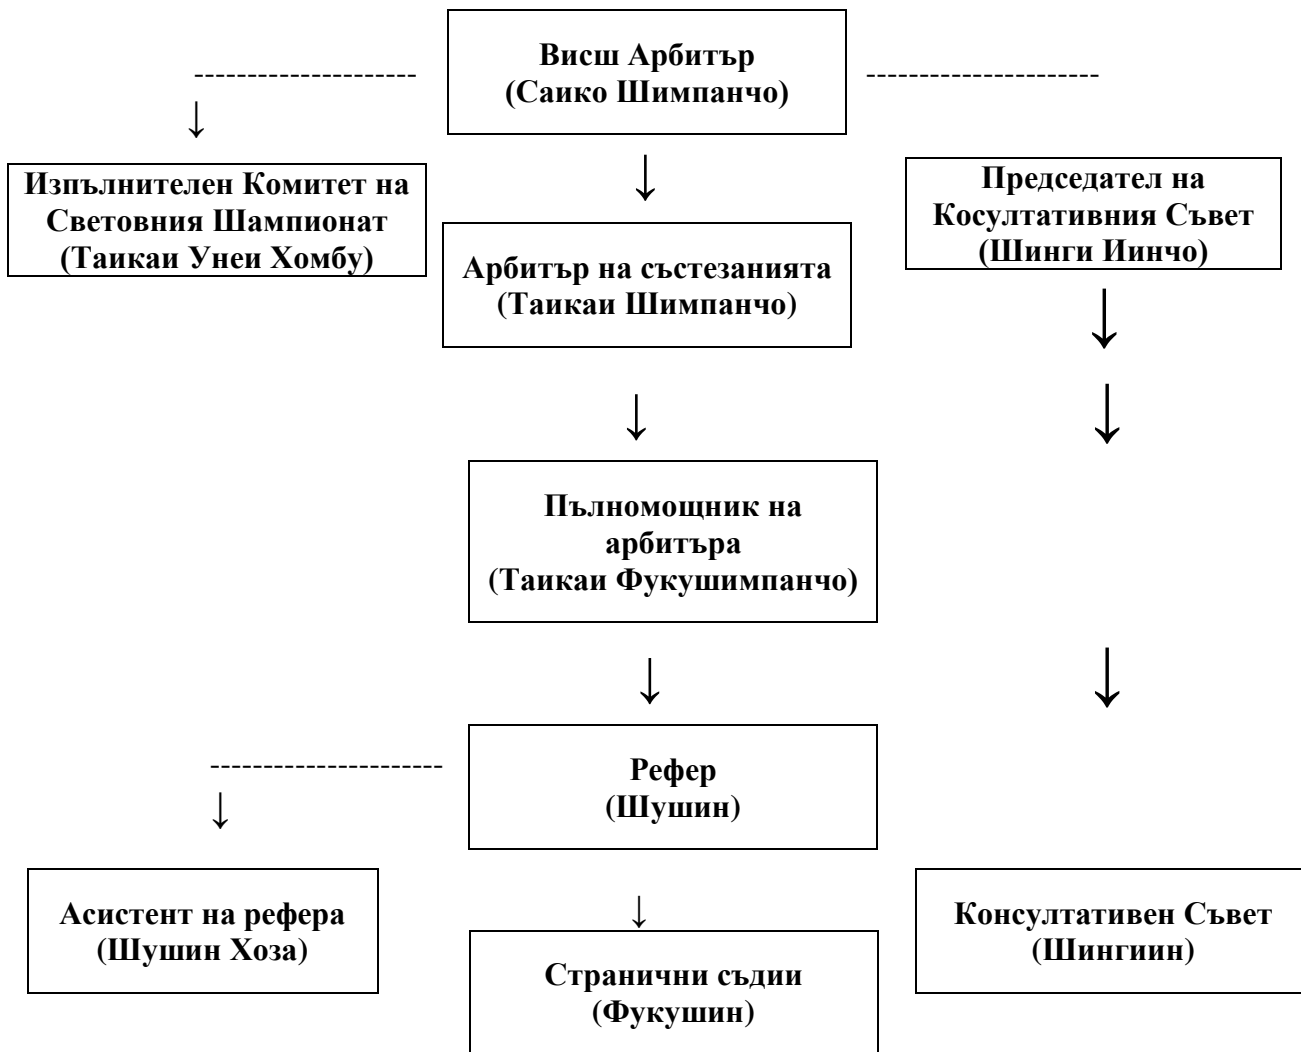 Висш Арбитър
(Саико Шимпанчо)
Изпълнителен Комитет на
Световния Шампионат
(Таикаи Унеи Хомбу)
Председател на
Косултативния Съвет
(Шинги Иинчо)
Арбитър на състезанията
(Таикаи Шимпанчо)
Пълномощник на
арбитъра
(Таикаи Фукушимпанчо)
Рефер
(Шушин)
Асистент на рефера
(Шушин Хоза)
Консултативен Съвет
(Шингиин)
Странични съдии
(Фукушин)